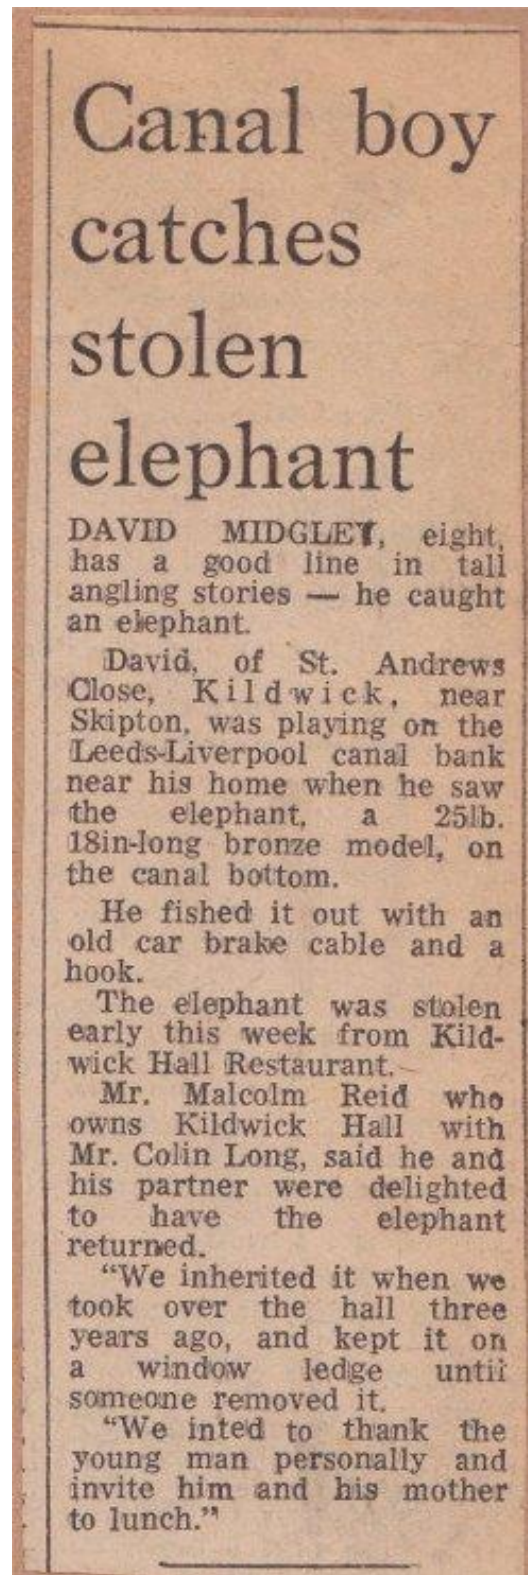 Canal boy
catches
stolen
elephant
DAVID MIDGLEY, eight,
has a good line in tall
angling stories — he caught
an elephant.
David, of St. Andrews
Close, Kildwick, near
Skipton, was playing on the
Leeds-Liverpool canal bank
near his home when he saw
the elephant, a 25lb.
18in-long bronze model, on
the canal bottom.
He fished it out with an
old car brake cable and a
hook.
The elephant was stolen
early this week from Kild-
wick Hall Restaurant.
Mr. Malcolm Reid who
owns Kildwick Hall with
Mr. Colin Long, said he and
his partner were delighted
to have the elephant
returned.
"We inherited it when we
took over the hall three
years ago, and kept it on
a window ledge until
someone removed it.
"We inted to thank the
young man personally and
invite him and his mother
to lunch."